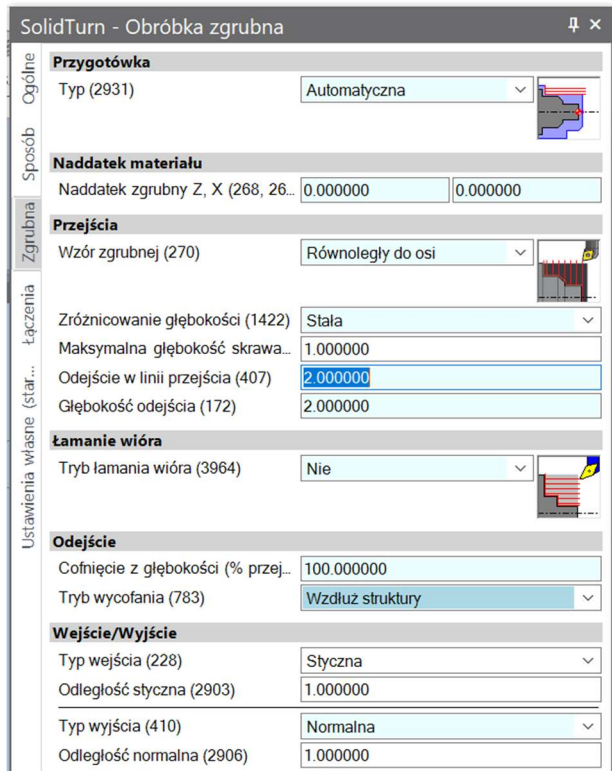 SolidTurn - Obróbka zgrubna
Ogólne
Sposób
Zgrubna
Łączenia
Ustawienia własne (star...
Przygotówka
Typ (2931) Automatyczna
Naddatek materiału
Naddatek zgrubny Z, X (268, 26... 0.000000 0.000000
Przejścia
Wzór zgrubnej (270) Równoległy do osi
Zróżnicowanie głębokości (1422) Stała
Maksymalna głębokość skrawa... 1.000000
Odejście w linii przejścia (407) 2.000000
Głębokość odejścia (172) 2.000000
Łamanie wióra
Tryb łamania wióra (3964) Nie
Odejście
Cofnięcie z głębokości (% przej... 100.000000
Tryb wycofania (783) Wzdłuż struktury
Wejście/Wyjście
Typ wejścia (228) Styczna
Odległość styczna (2903) 1.000000
Typ wyjścia (410) Normalna
Odległość normalna (2906) 1.000000